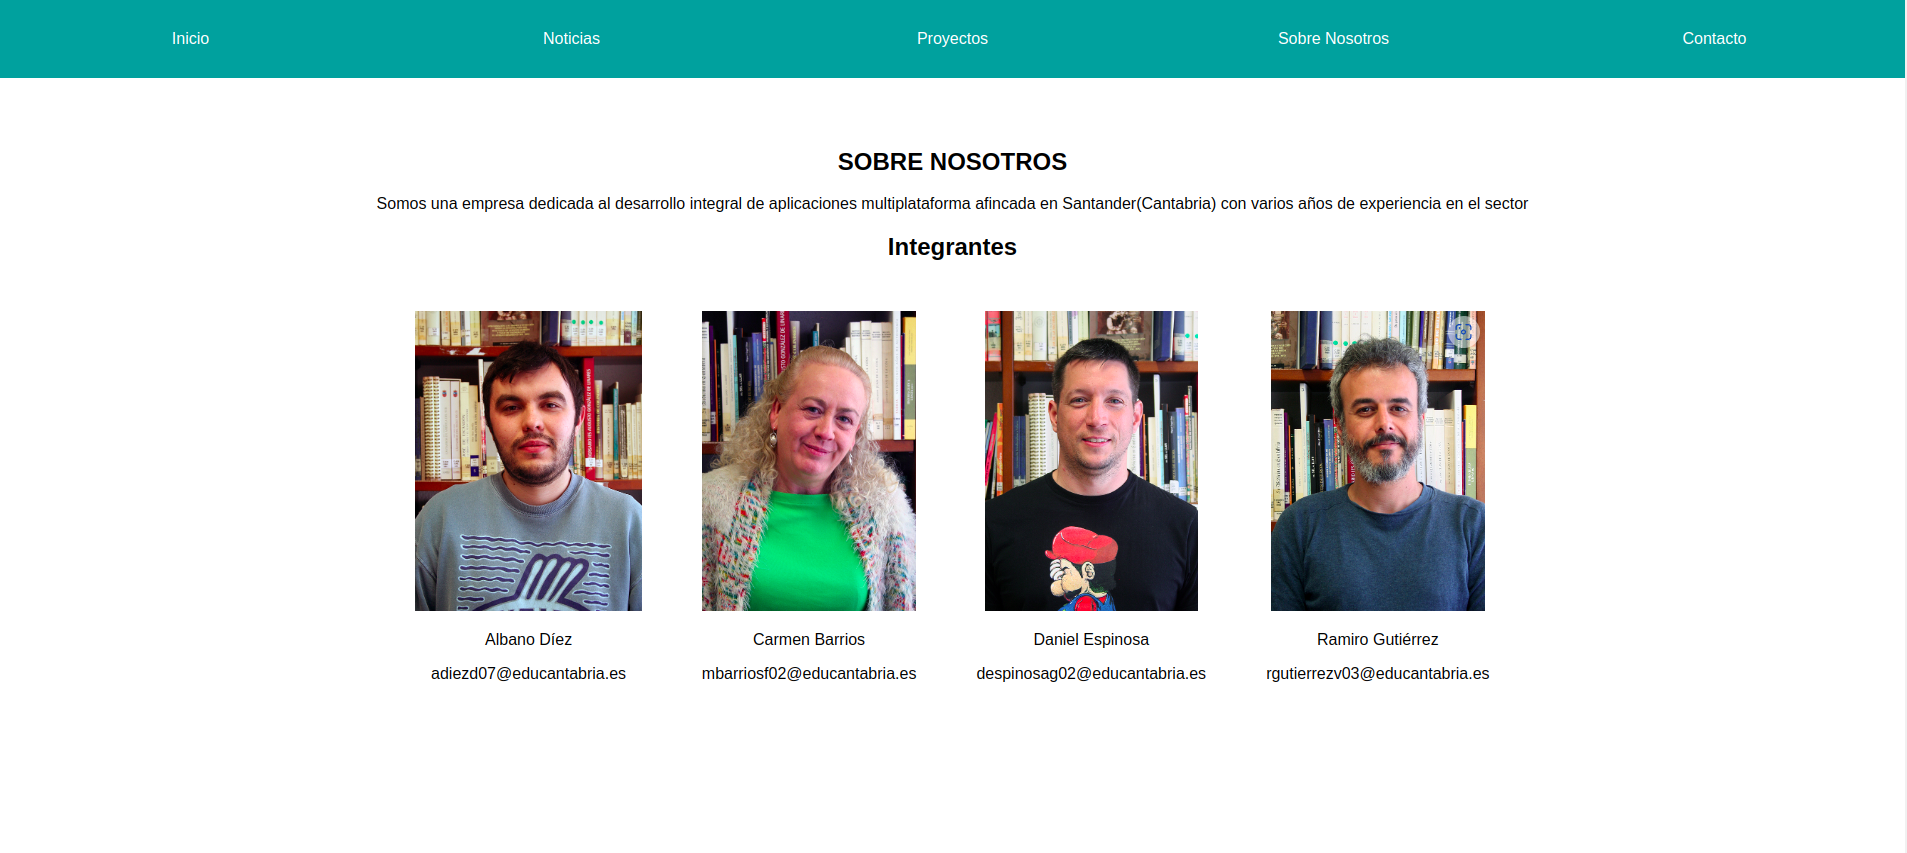 Inicio Noticias Proyectos Sobre Nosotros Contacto
SOBRE NOSOTROS
Somos una empresa dedicada al desarrollo integral de aplicaciones multiplataforma afincada en Santander(Cantabria) con varios años de experiencia en el sector
Integrantes
Albano Díez Carmen Barrios Daniel Espinosa Ramiro Gutiérrez
adiezd07@educantabria.es mbarriosf02@educantabria.es despinosag02@educantabria.es rgutierrezv03@educantabria.es